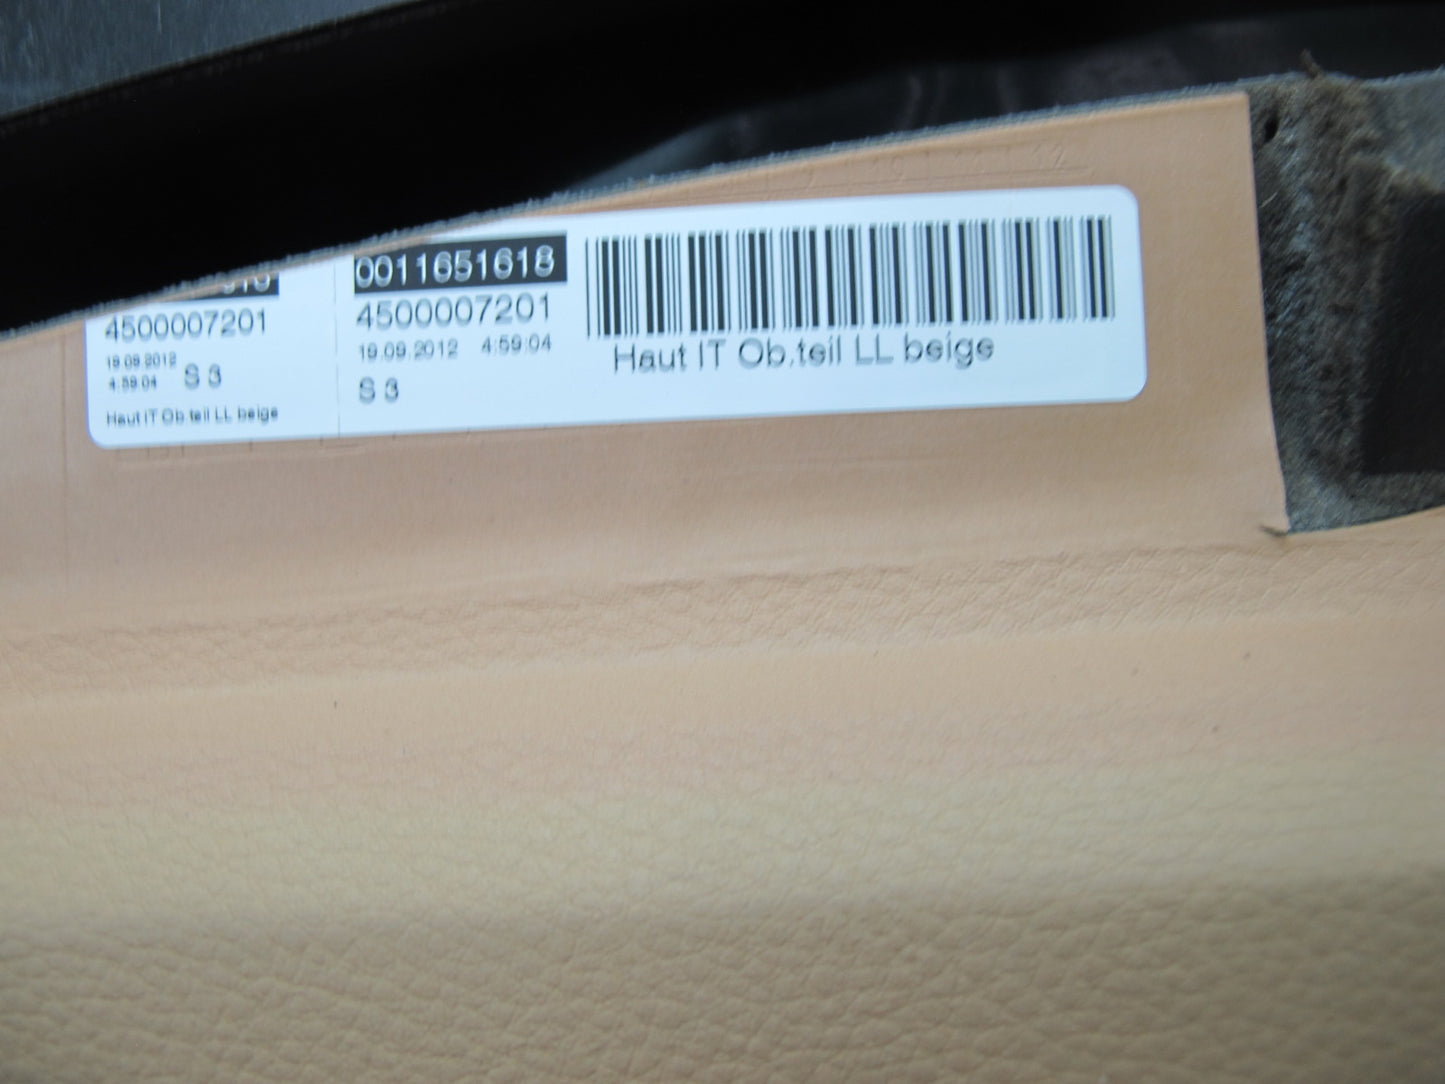 4500007201
19.09.2012
4:59:04 S 3
Haut IT Ob.teil LL beige
0011651618
4500007201
19.09.2012 4:59:04
S 3
Haut IT Ob.teil LL beige